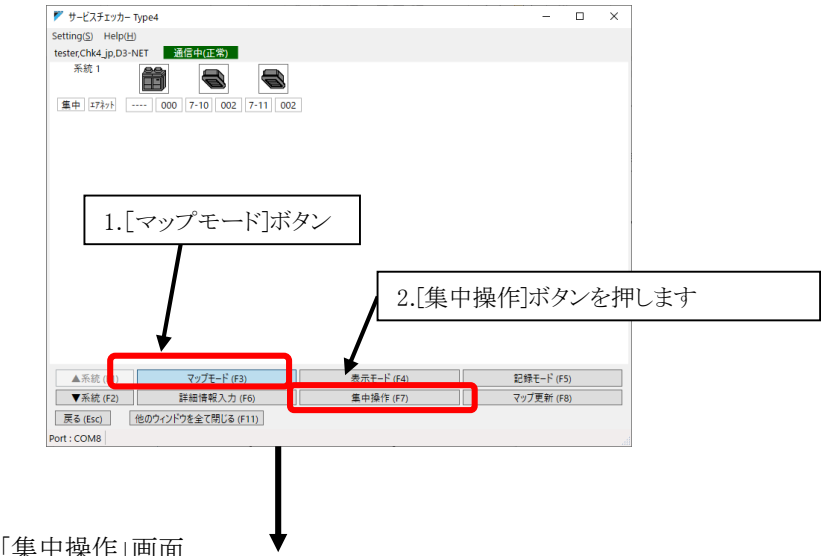 サービスチェッカー Type4
Setting(S) Help(H)
tester,Chk4_jp,D3-NET 通信中(正常)
系統 1
集中 エアネット ---- 000 7-10 002 7-11 002
1.[マップモード]ボタン
2.[集中操作]ボタンを押します
▲系統 ( マップモード (F3) 表示モード (F4) 記録モード (F5)
▼系統 (F2) 詳細情報入力 (F6) 集中操作 (F7) マップ更新 (F8)
戻る (Esc) 他のウィンドウを全て閉じる (F11)
Port : COM8
「集中操作」画面